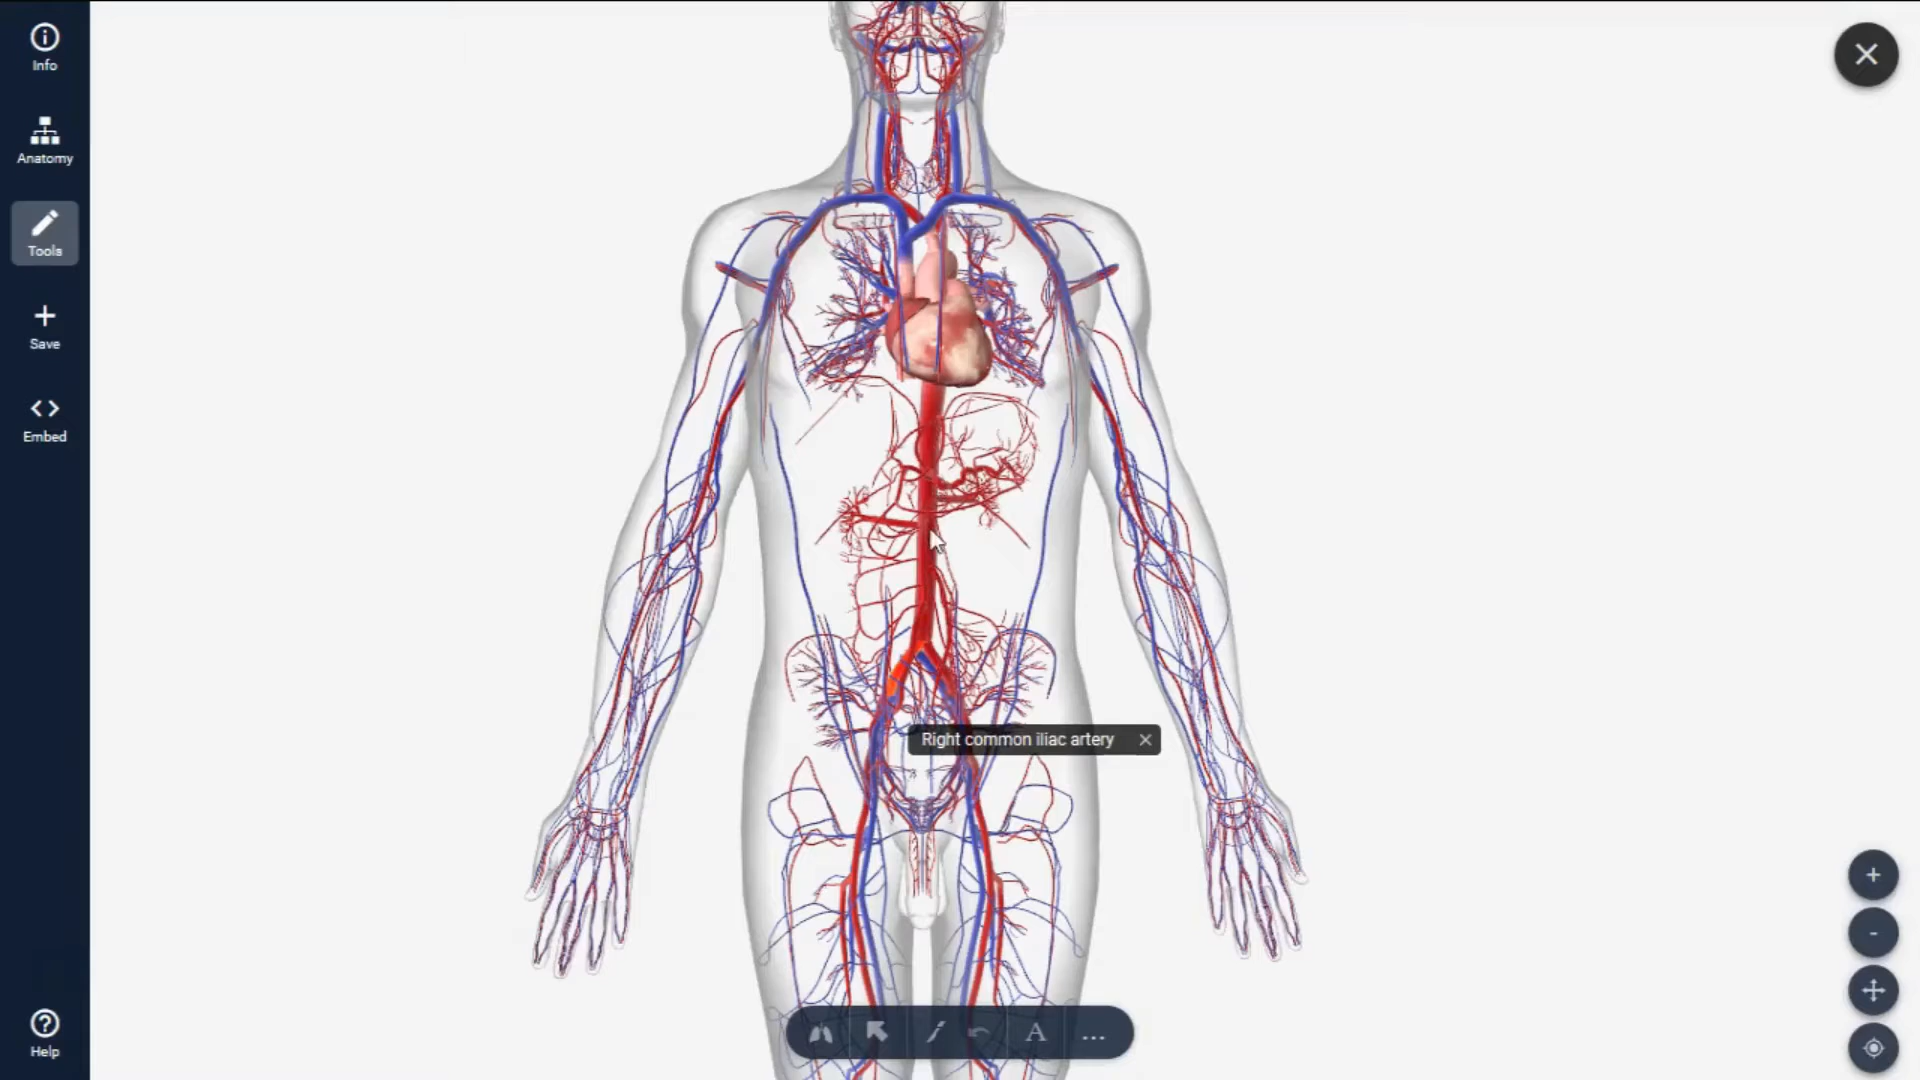 Info
Anatomy
Tools
Save
Embed
Right common iliac artery
A
...
Help